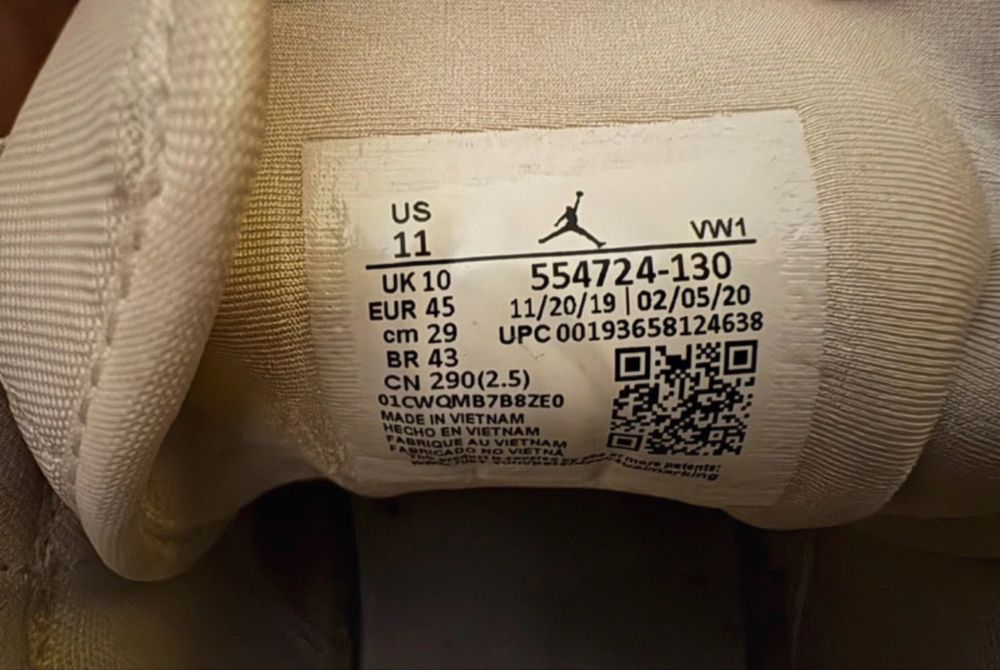 US
11
VW1
UK 10
EUR 45
cm 29
BR 43
CN 290(2.5)
554724-130
11/20/19 | 02/05/20
UPC 00193658124638
01CWQMB7B8ZE0
MADE IN VIETNAM
HECHO EN VIETNAM
FABRIQUE AU VIETNAM
FABRICADO NO VIETNÃ